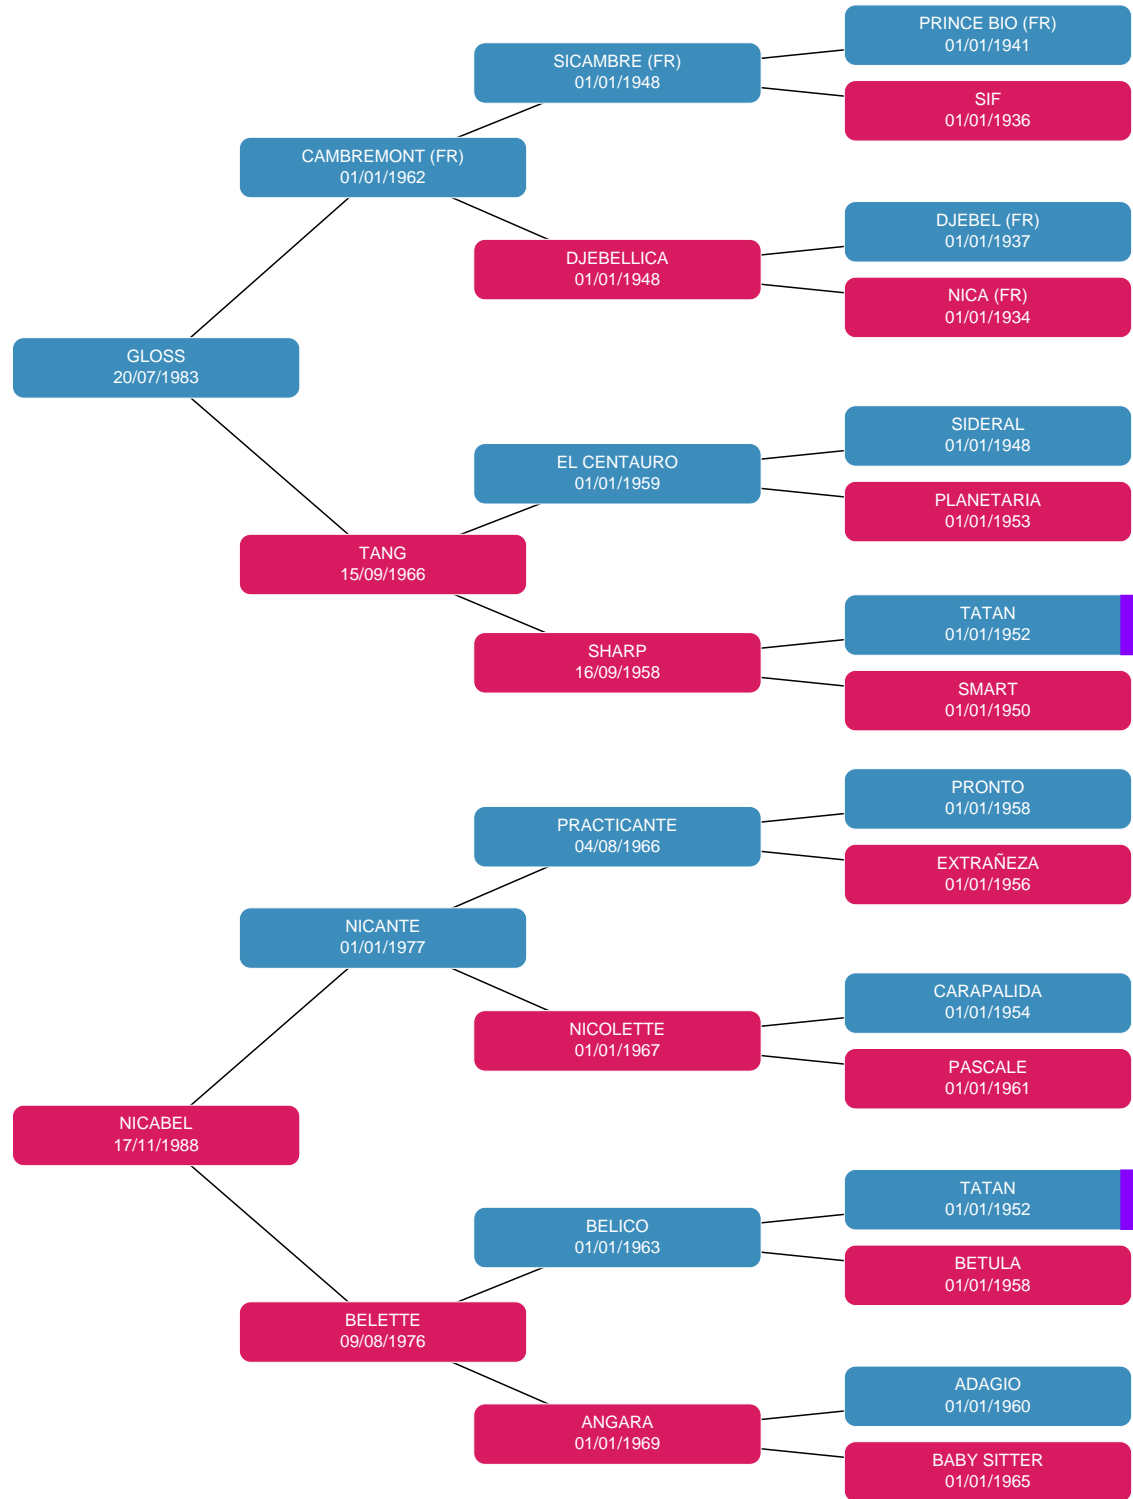 PRINCE BIO (FR)
01/01/1941
SICAMBRE (FR)
01/01/1948
SIF
01/01/1936
CAMBREMONT (FR)
01/01/1962
DJEBEL (FR)
01/01/1937
DJEBELLICA
01/01/1948
NICA (FR)
01/01/1934
GLOSS
20/07/1983
SIDERAL
01/01/1948
EL CENTAURO
01/01/1959
PLANETARIA
01/01/1953
TANG
15/09/1966
TATAN
01/01/1952
SHARP
16/09/1958
SMART
01/01/1950
PRONTO
01/01/1958
PRACTICANTE
04/08/1966
EXTRAÑEZA
01/01/1956
NICANTE
01/01/1977
CARAPALIDA
01/01/1954
NICOLETTE
01/01/1967
PASCALE
01/01/1961
NICABEL
17/11/1988
TATAN
01/01/1952
BELICO
01/01/1963
BETULA
01/01/1958
BELETTE
09/08/1976
ADAGIO
01/01/1960
ANGARA
01/01/1969
BABY SITTER
01/01/1965